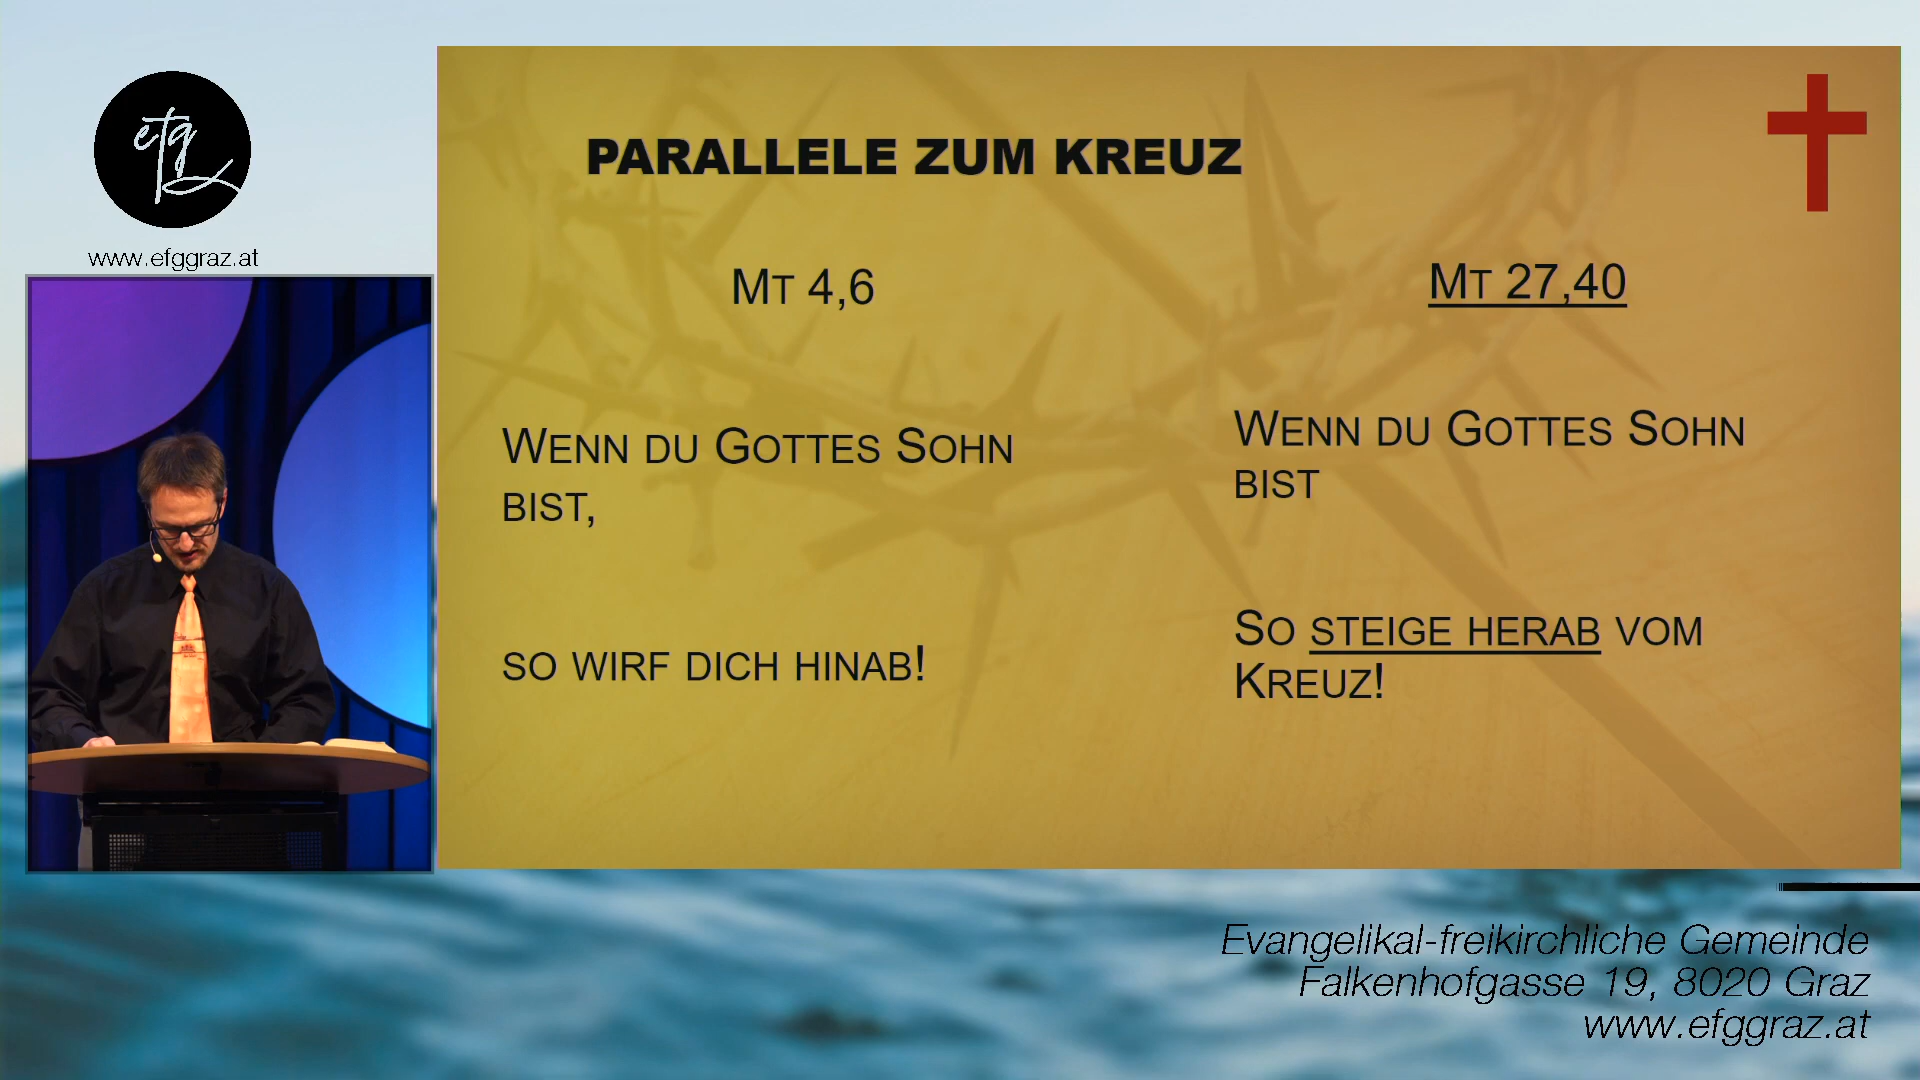 efg
www.efggraz.at
PARALLELE ZUM KREUZ
MT 4,6
WENN DU GOTTES SOHN
BIST,
SO WIRF DICH HINAB!
MT 27,40
WENN DU GOTTES SOHN
BIST
SO STEIGE HERAB VOM
KREUZ!
Evangelikal-freikirchliche Gemeinde
Falkenhofgasse 19, 8020 Graz
www.efggraz.at